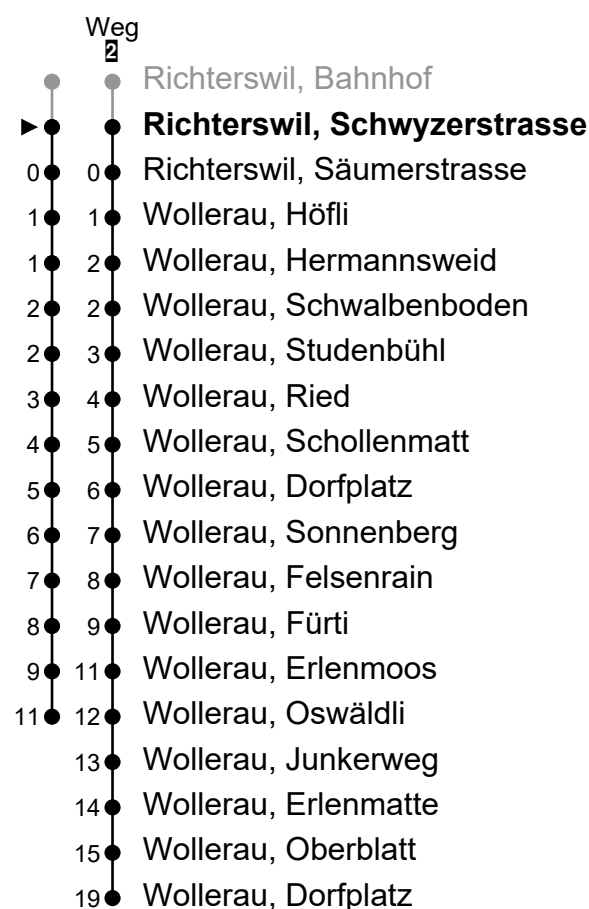 Weg
2
Richterswil, Bahnhof
► Richterswil, Schwyzerstrasse
0 0 Richterswil, Säumerstrasse
1 1 Wollerau, Höfli
1 2 Wollerau, Hermannsweid
2 2 Wollerau, Schwalbenboden
2 3 Wollerau, Studenbühl
3 4 Wollerau, Ried
4 5 Wollerau, Schollenmatt
5 6 Wollerau, Dorfplatz
6 7 Wollerau, Sonnenberg
7 8 Wollerau, Felsenrain
8 9 Wollerau, Fürti
9 11 Wollerau, Erlenmoos
11 12 Wollerau, Oswäldli
13 Wollerau, Junkerweg
14 Wollerau, Erlenmatte
15 Wollerau, Oberblatt
19 Wollerau, Dorfplatz